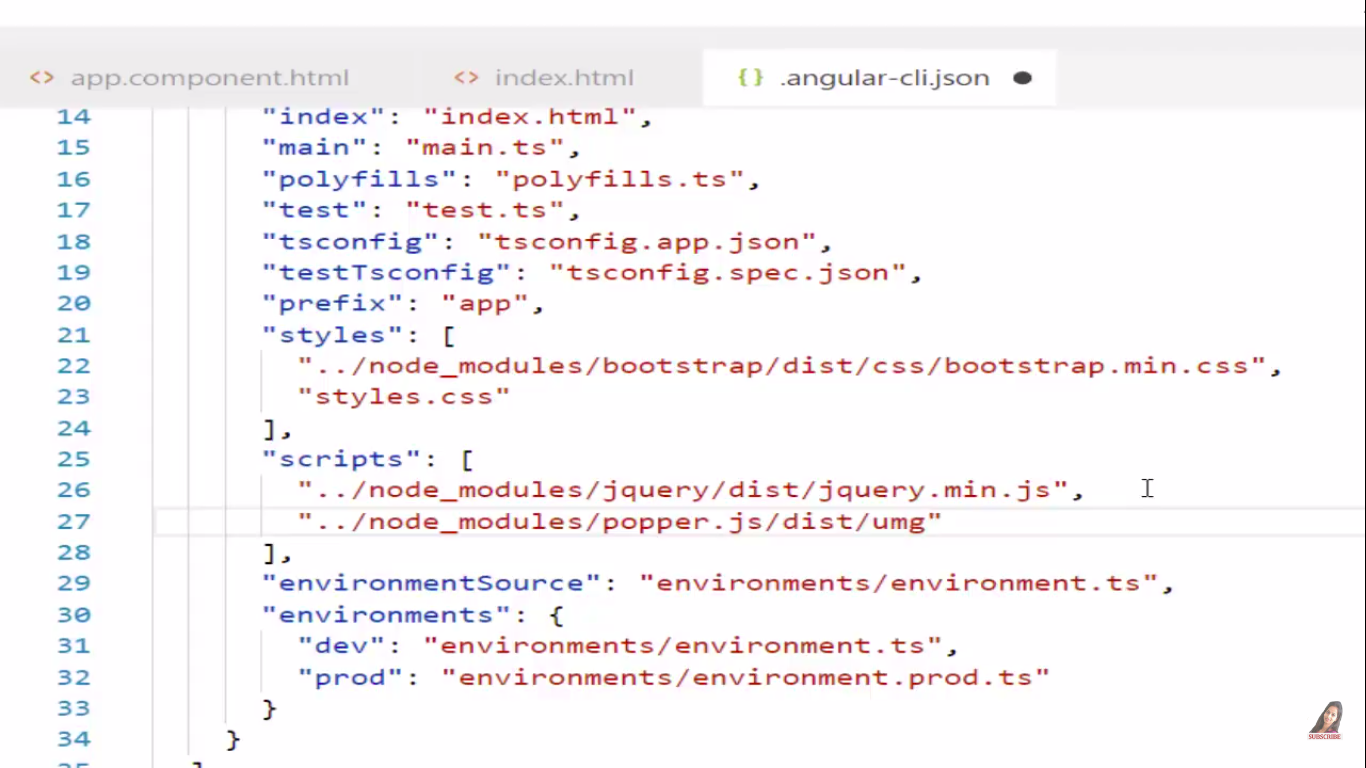 <> app.component.html <> index.html {} .angular-cli.json ●
14 "index": "index.html",
15 "main": "main.ts",
16 "polyfills": "polyfills.ts",
17 "test": "test.ts",
18 "tsconfig": "tsconfig.app.json",
19 "testTsconfig": "tsconfig.spec.json",
20 "prefix": "app",
21 "styles": [
22 "../node_modules/bootstrap/dist/css/bootstrap.min.css",
23 "styles.css"
24 ],
25 "scripts": [
26 "../node_modules/jquery/dist/jquery.min.js",
27 "../node_modules/popper.js/dist/umg"
28 ],
29 "environmentSource": "environments/environment.ts",
30 "environments": {
31 "dev": "environments/environment.ts",
32 "prod": "environments/environment.prod.ts"
33 }
34 }
SUBSCRIBE